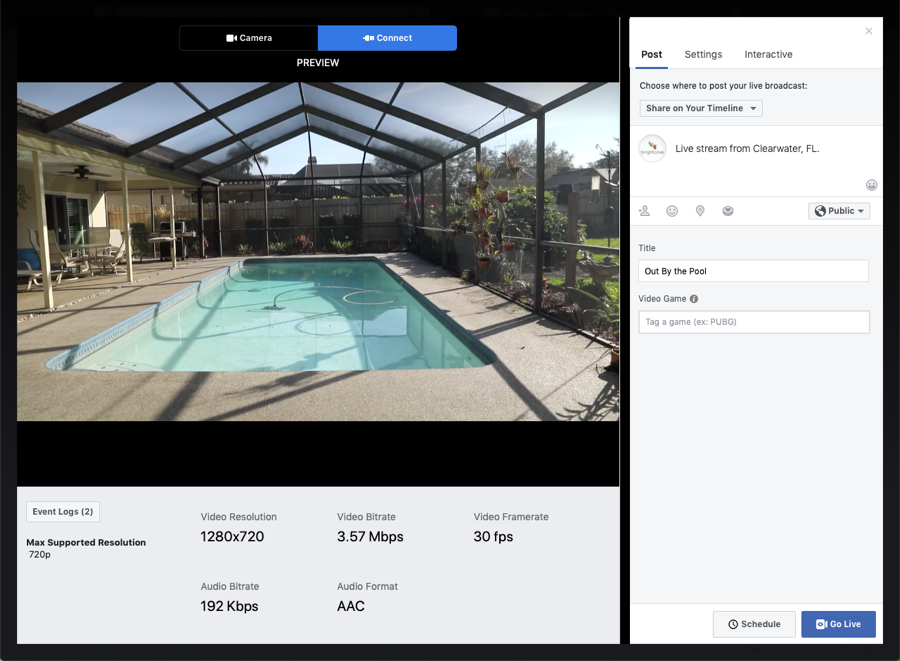 Camera
Connect
PREVIEW
Post
Settings
Interactive
Choose where to post your live broadcast:
Share on Your Timeline
Live stream from Clearwater, FL.
Public
Title
Out By the Pool
Video Game
Tag a game (ex: PUBG)
Event Logs (2)
Max Supported Resolution
720p
Video Resolution
1280x720
Video Bitrate
3.57 Mbps
Video Framerate
30 fps
Audio Bitrate
192 Kbps
Audio Format
AAC
Schedule
Go Live